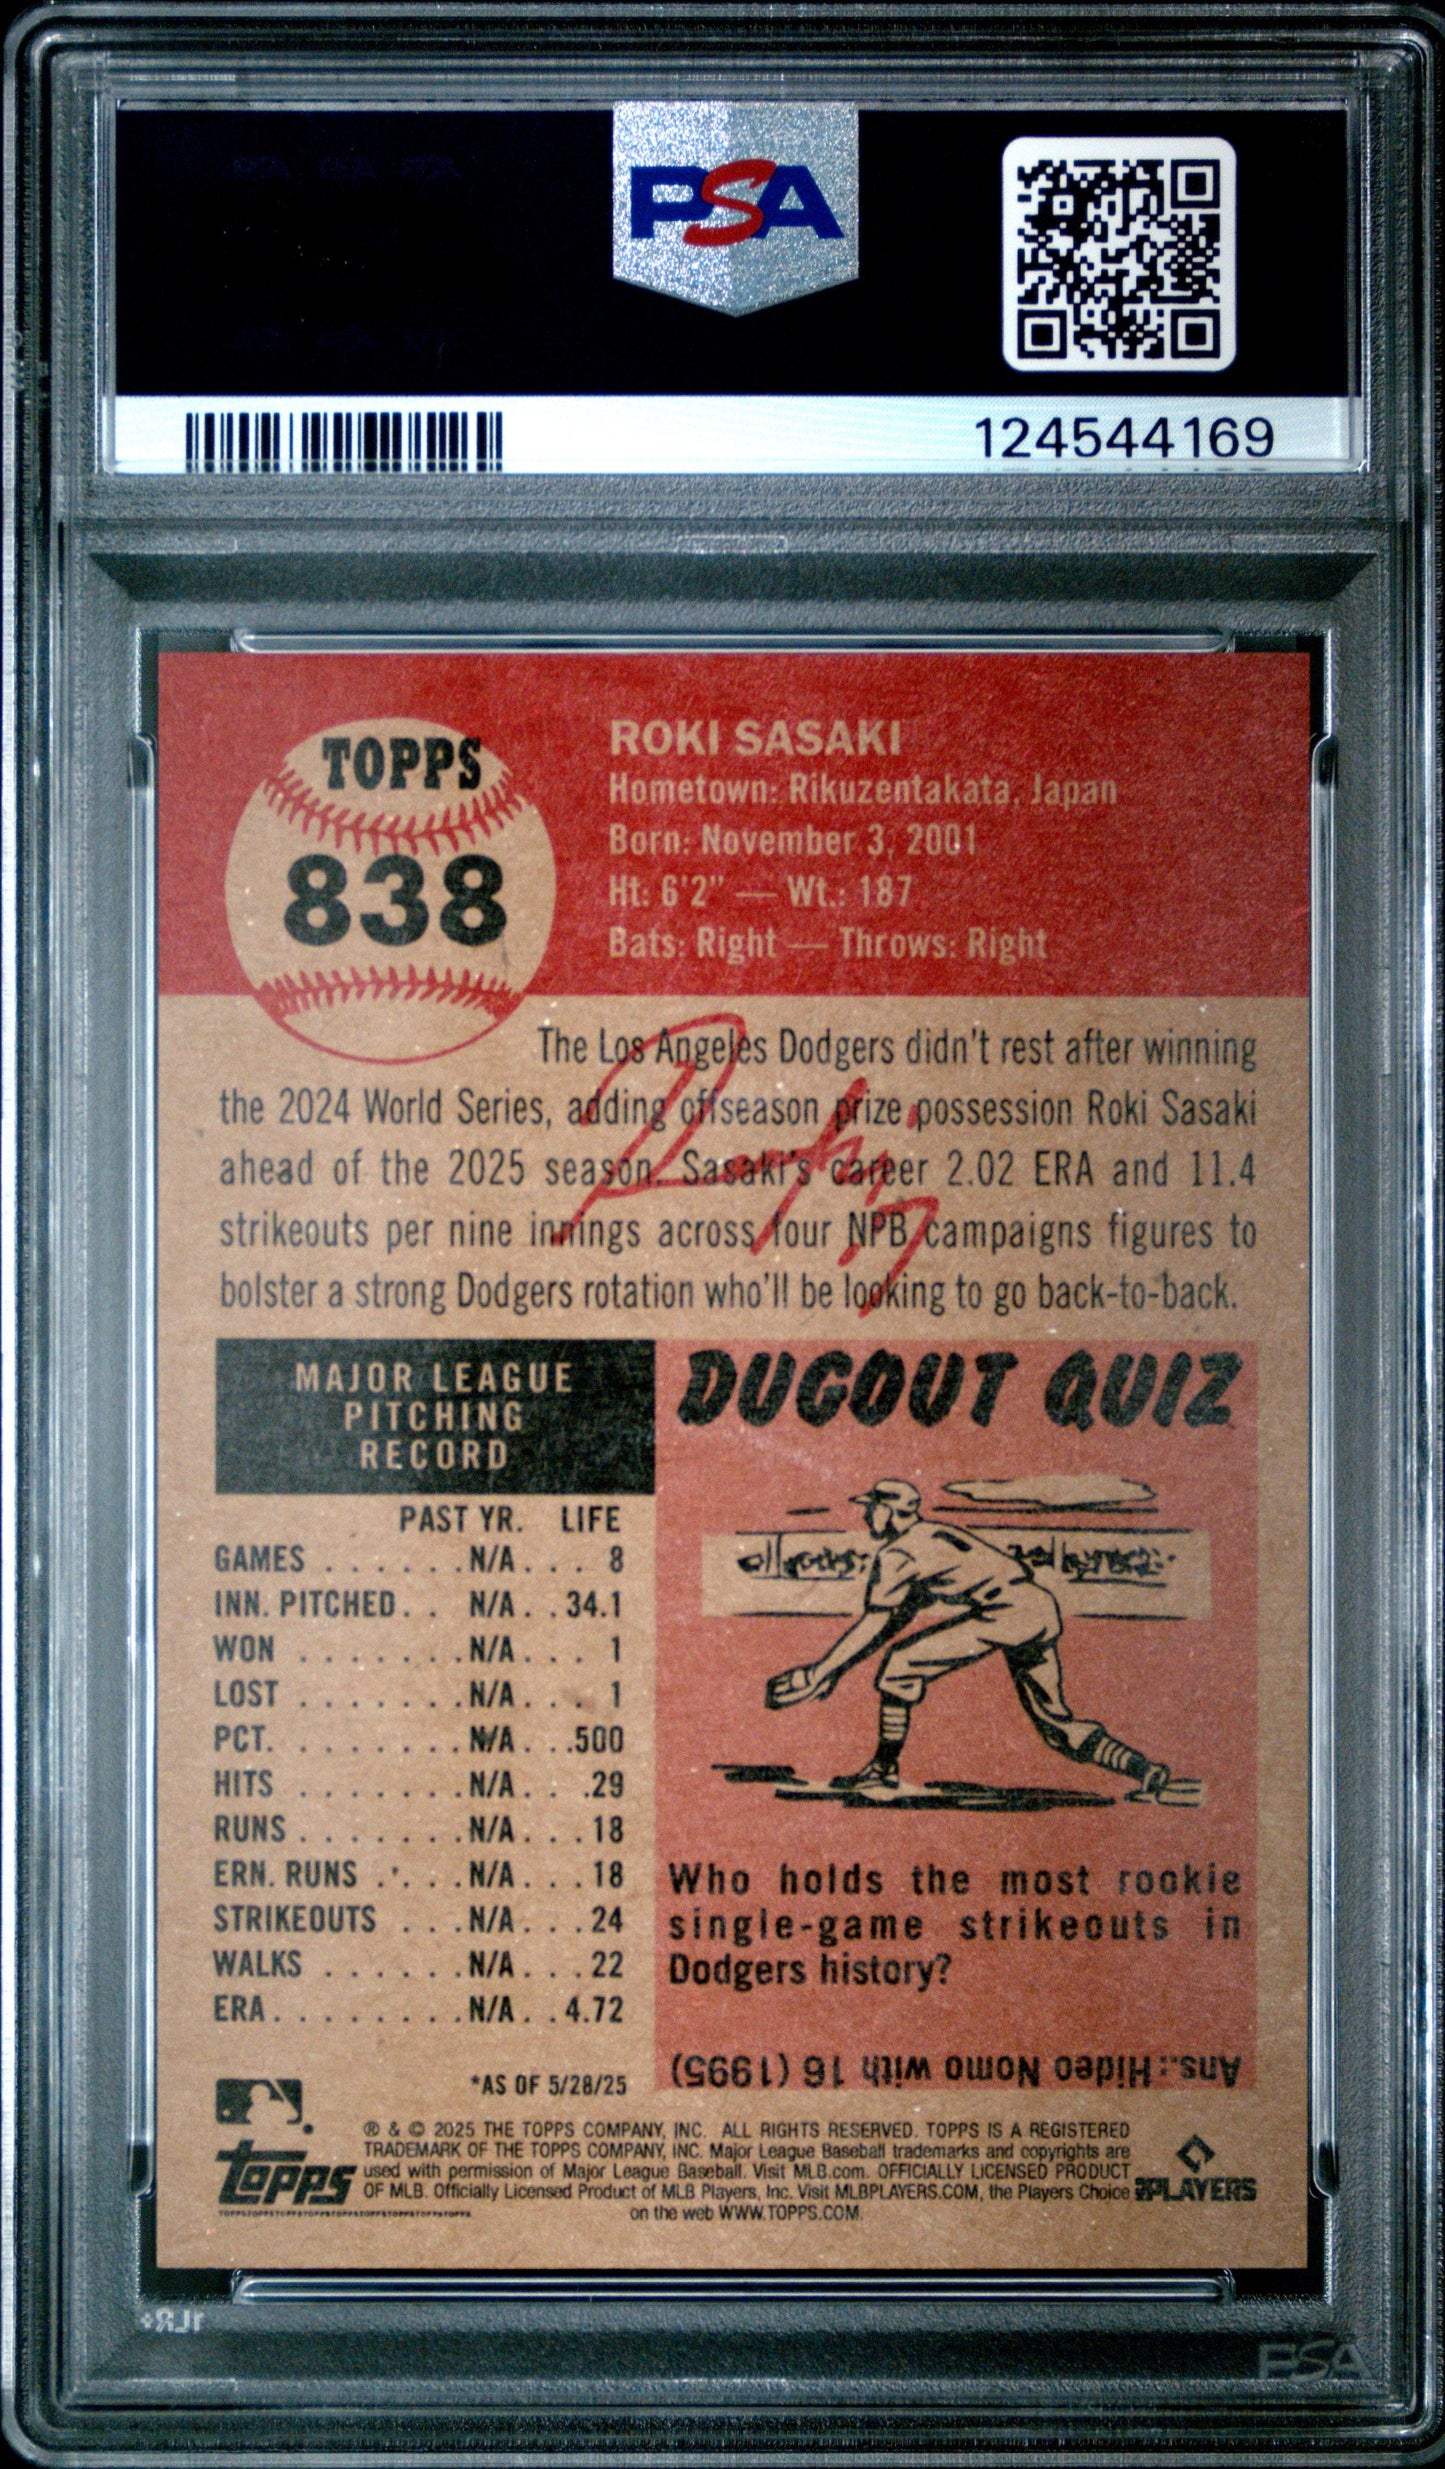 PSA
124544169
TOPPS
838
ROKI SASAKI
Hometown: Rikuzentakata, Japan
Born: November 3, 2001
Ht: 6'2" — Wt.: 187
Bats: Right — Throws: Right
The Los Angeles Dodgers didn't rest after winning
the 2024 World Series, adding offseason prize possession Roki Sasaki
ahead of the 2025 season. Sasaki's career 2.02 ERA and 11.4
strikeouts per nine innings across four NPB campaigns figures to
bolster a strong Dodgers rotation who'll be looking to go back-to-back.
MAJOR LEAGUE
PITCHING
RECORD
PAST YR. LIFE
GAMES . . . . . . N/A . . . 8
INN. PITCHED . . N/A . . 34.1
WON . . . . . . . N/A . . . 1
LOST . . . . . . . N/A . . . 1
PCT. . . . . . . . . N/A . . .500
HITS . . . . . . . N/A . . .29
RUNS . . . . . . . N/A . . . 18
ERN. RUNS . . . . N/A . . . 18
STRIKEOUTS . . . N/A . . . 24
WALKS . . . . . . N/A . . . 22
ERA . . . . . . . . N/A . . 4.72
*AS OF 5/28/25
DUGOUT QUIZ
Who holds the most rookie
single-game strikeouts in
Dodgers history?
Ans.: Hideo Nomo with 16 (1995)
® & © 2025 THE TOPPS COMPANY, INC. ALL RIGHTS RESERVED. TOPPS IS A REGISTERED
TRADEMARK OF THE TOPPS COMPANY, INC. Major League Baseball trademarks and copyrights are
used with permission of Major League Baseball. Visit MLB.com. OFFICIALLY LICENSED PRODUCT
OF MLB. Officially Licensed Product of MLB Players, Inc. Visit MLBPLAYERS.COM, the Players Choice
on the web WWW.TOPPS.COM.
topps
PLAYERS
PSA